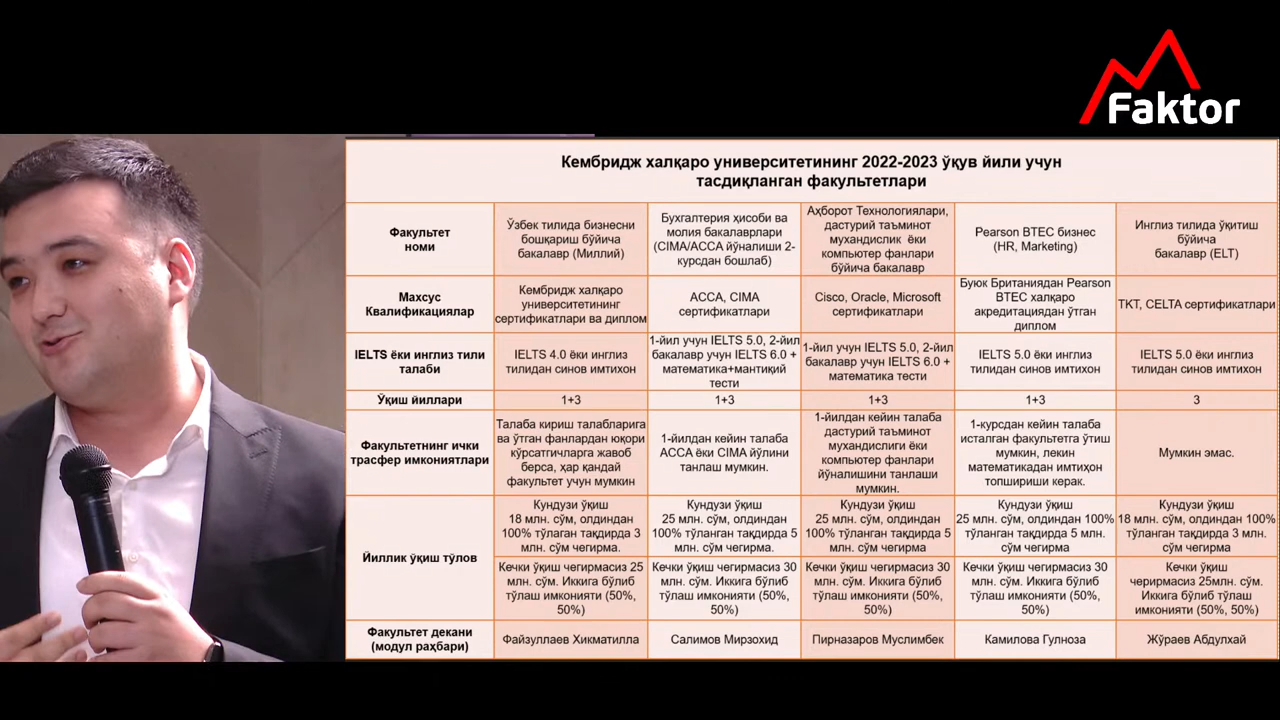 Faktor
Кембридж халқаро университетининг 2022-2023 ўқув йили учун
тасдиқланган факультетлари
Факультет
номи
Ўзбек тилида бизнесни
бошқариш бўйича
бакалавр (Миллий)
Бухгалтерия ҳисоби ва
молия бакалаврлари
(CIMA/ACCA йўналиши 2-
курсдан бошлаб)
Аҳборот Технологиялари,
дастурий таъминот
мухандислик ёки
компьютер фанлари
бўйича бакалавр
Pearson BTEC бизнес
(HR, Marketing)
Инглиз тилида ўқитиш
бўйича
бакалавр (ELT)
Махсус
Квалификациялар
Кембридж халқаро
университетининг
сертификатлари ва диплом
ACCA, CIMA
сертификатлари
Cisco, Oracle, Microsoft
сертификатлари
Буюк Британиядан Pearson
BTEC халқаро
акредитациядан ўтган
диплом
TKT, CELTA сертификатлари
IELTS ёки инглиз тили
талаби
IELTS 4.0 ёки инглиз
тилидан синов имтихон
1-йил учун IELTS 5.0, 2-йил
бакалавр учун IELTS 6.0 +
математика+мантиқий
тести
1-йил учун IELTS 5.0, 2-йил
бакалавр учун IELTS 6.0 +
математика тести
IELTS 5.0 ёки инглиз
тилидан синов имтихон
IELTS 5.0 ёки инглиз
тилидан синов имтихон
Ўқиш йиллари
1+3
1+3
1+3
1+3
3
Факультетнинг ички
трасфер имкониятлари
Талаба кириш талабларига
ва ўтган фанлардан юқори
кўрсатгичларга жавоб
берса, ҳар қандай
факультет учун мумкин
1-йилдан кейин талаба
ACCA ёки CIMA йўлини
танлаш мумкин.
1-йилдан кейин талаба
дастурий таъминот
мухандислиги ёки
компьютер фанлари
йўналишини танлаши
мумкин.
1-курсдан кейин талаба
исталган факультетга ўтиш
мумкин, лекин
математикадан имтиҳон
топшириши керак.
Мумкин эмас.
Йиллик ўқиш тўлов
Кундузи ўқиш
18 млн. сўм, олдиндан
100% тўлаган тақдирда 3
млн. сўм чегирма.
Кундузи ўқиш
25 млн. сўм, олдиндан
100% тўланган тақдирда 5
млн. сўм чегирма.
Кундузи ўқиш
25 млн. сўм, олдиндан
100% тўланган тақдирда 5
млн. сўм чегирма
Кундузи ўқиш
25 млн. сўм, олдиндан 100%
тўланган тақдирда 5 млн.
сўм чегирма
Кундузи ўқиш
18 млн. сўм, олдиндан 100%
тўланган тақдирда 3 млн.
сўм чегирма
Кечки ўқиш чегирмасиз 25
млн. сўм. Иккига бўлиб
тўлаш имконияти (50%,
50%)
Кечки ўқиш чегирмасиз 30
млн. сўм. Иккига бўлиб
тўлаш имконияти (50%,
50%)
Кечки ўқиш чегирмасиз 30
млн. сўм. Иккига бўлиб
тўлаш имконияти (50%,
50%)
Кечки ўқиш чегирмасиз 30
млн. сўм. Иккига бўлиб
тўлаш имконияти (50%,
50%)
Кечки ўқиш
черирмасиз 25млн. сўм.
Иккига бўлиб тўлаш
имконияти (50%, 50%)
Факультет декани
(модул раҳбари)
Файзуллаев Хикматилла
Салимов Мирзохид
Пирназаров Муслимбек
Камилова Гулноза
Жўраев Абдулхай